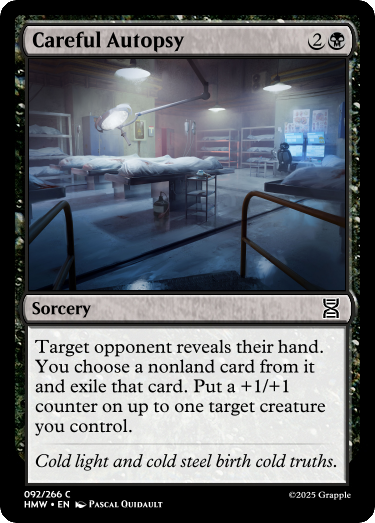 Careful Autopsy 2
Sorcery
Target opponent reveals their hand.
You choose a nonland card from it
and exile that card. Put a +1/+1
counter on up to one target creature
you control.
Cold light and cold steel birth cold truths.
092/266 C
HMW • EN Pascal Quidault
©2025 Grapple